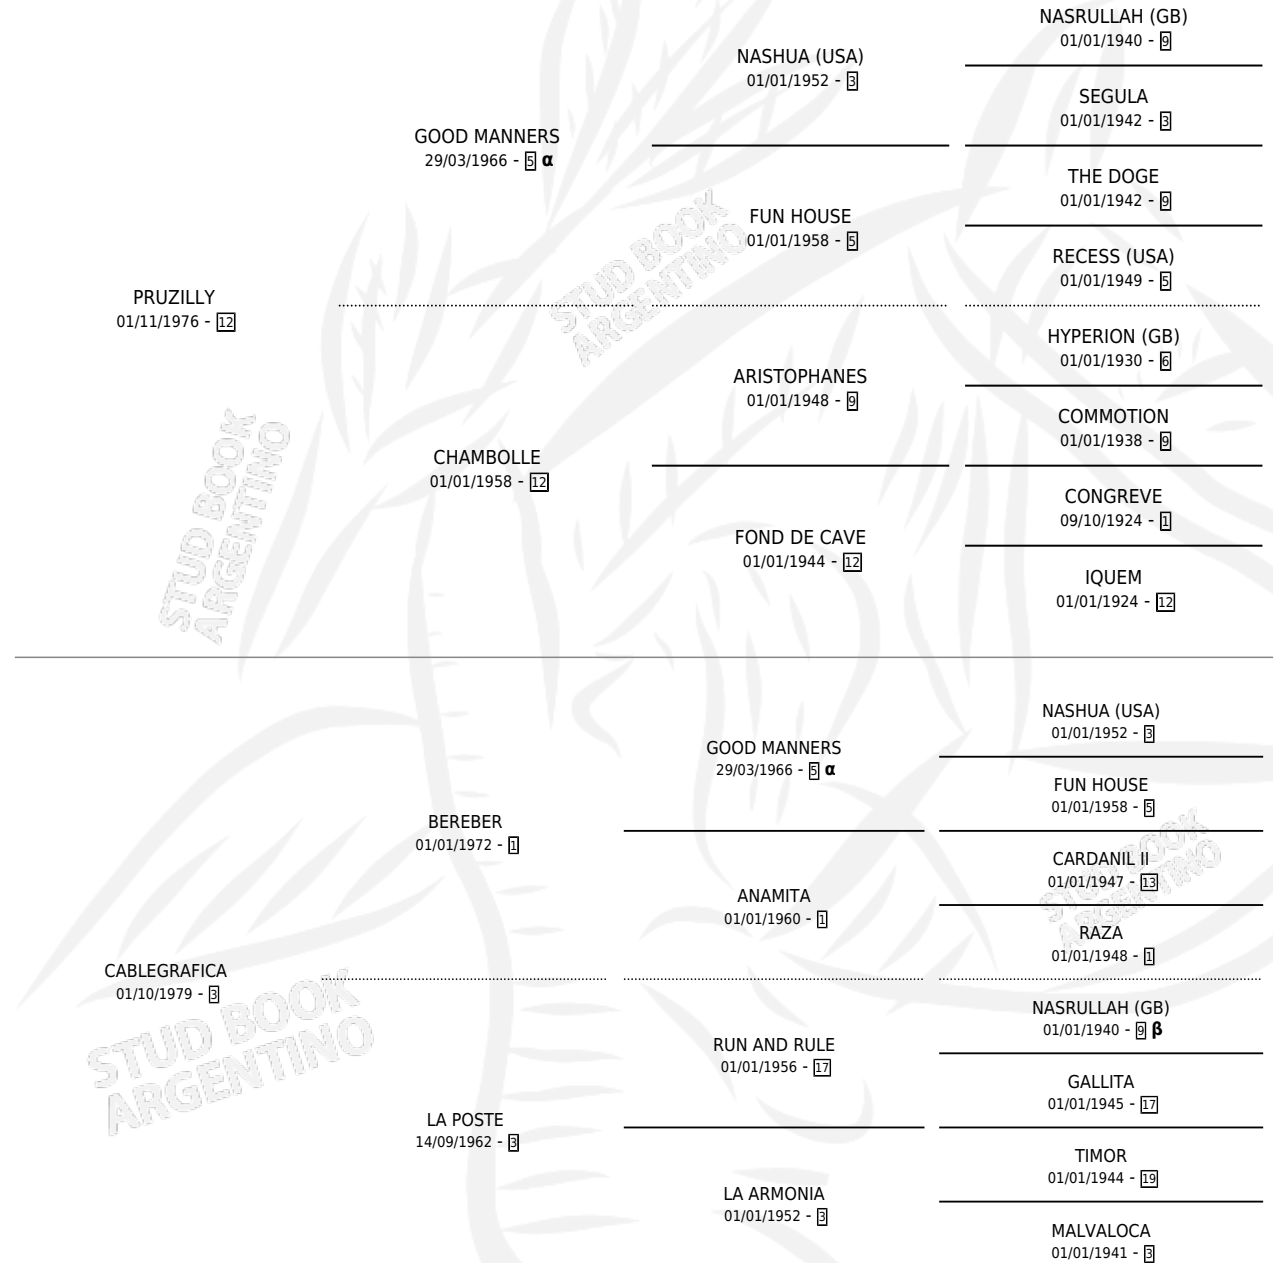 NASRULLAH (GB)
01/01/1940 - 9
NASHUA (USA)
01/01/1952 - 3
SEGULA
01/01/1942 - 3
GOOD MANNERS
29/03/1966 - 5 α
THE DOGE
01/01/1942 - 9
FUN HOUSE
01/01/1958 - 5
RECESS (USA)
01/01/1949 - 5
PRUZILLY
01/11/1976 - 12
HYPERION (GB)
01/01/1930 - 6
ARISTOPHANES
01/01/1948 - 9
COMMOTION
01/01/1938 - 9
CHAMBOLLE
01/01/1958 - 12
CONGREVE
09/10/1924 - 1
FOND DE CAVE
01/01/1944 - 12
IQUEM
01/01/1924 - 12
NASHUA (USA)
01/01/1952 - 3
GOOD MANNERS
29/03/1966 - 5 α
FUN HOUSE
01/01/1958 - 5
BEREBER
01/01/1972 - 1
CARDANIL II
01/01/1947 - 13
ANAMITA
01/01/1960 - 1
RAZA
01/01/1948 - 1
CABLEGRAFICA
01/10/1979 - 3
NASRULLAH (GB)
01/01/1940 - 9 β
RUN AND RULE
01/01/1956 - 17
GALLITA
01/01/1945 - 17
LA POSTE
14/09/1962 - 3
TIMOR
01/01/1944 - 19
LA ARMONIA
01/01/1952 - 3
MALVALOCA
01/01/1941 - 3
STUD BOOK
ARGENTINO
STUD BOOK
ARGENTINO
STUD BOOK
ARGENTINO
STUD BOOK
ARGENTINO